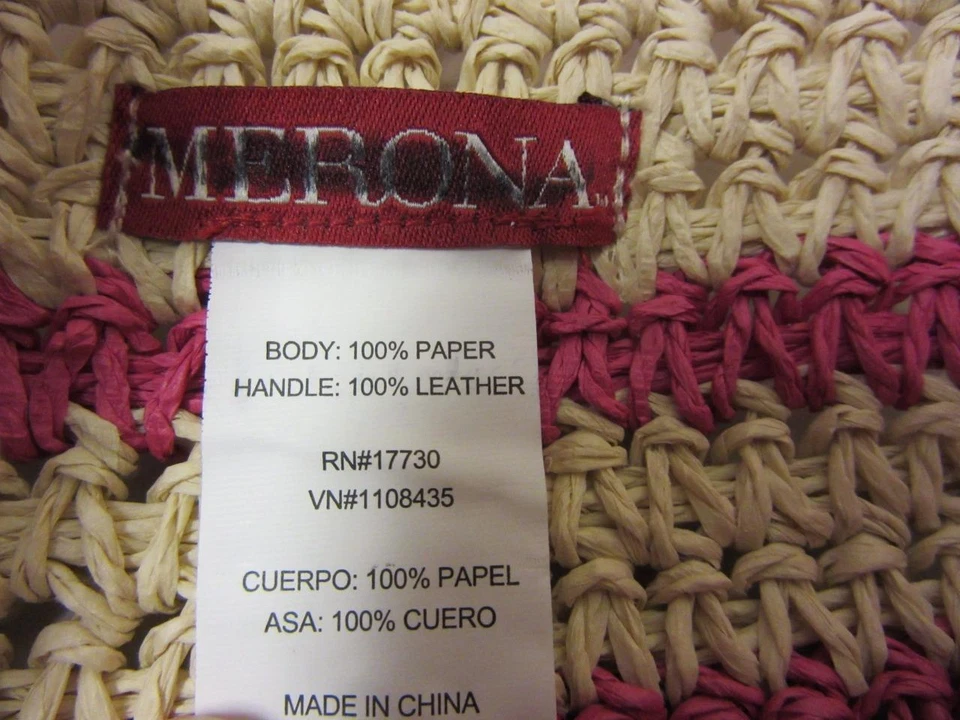 MERONA
BODY: 100% PAPER
HANDLE: 100% LEATHER
RN#17730
VN#1108435
CUERPO: 100% PAPEL
ASA: 100% CUERO
MADE IN CHINA